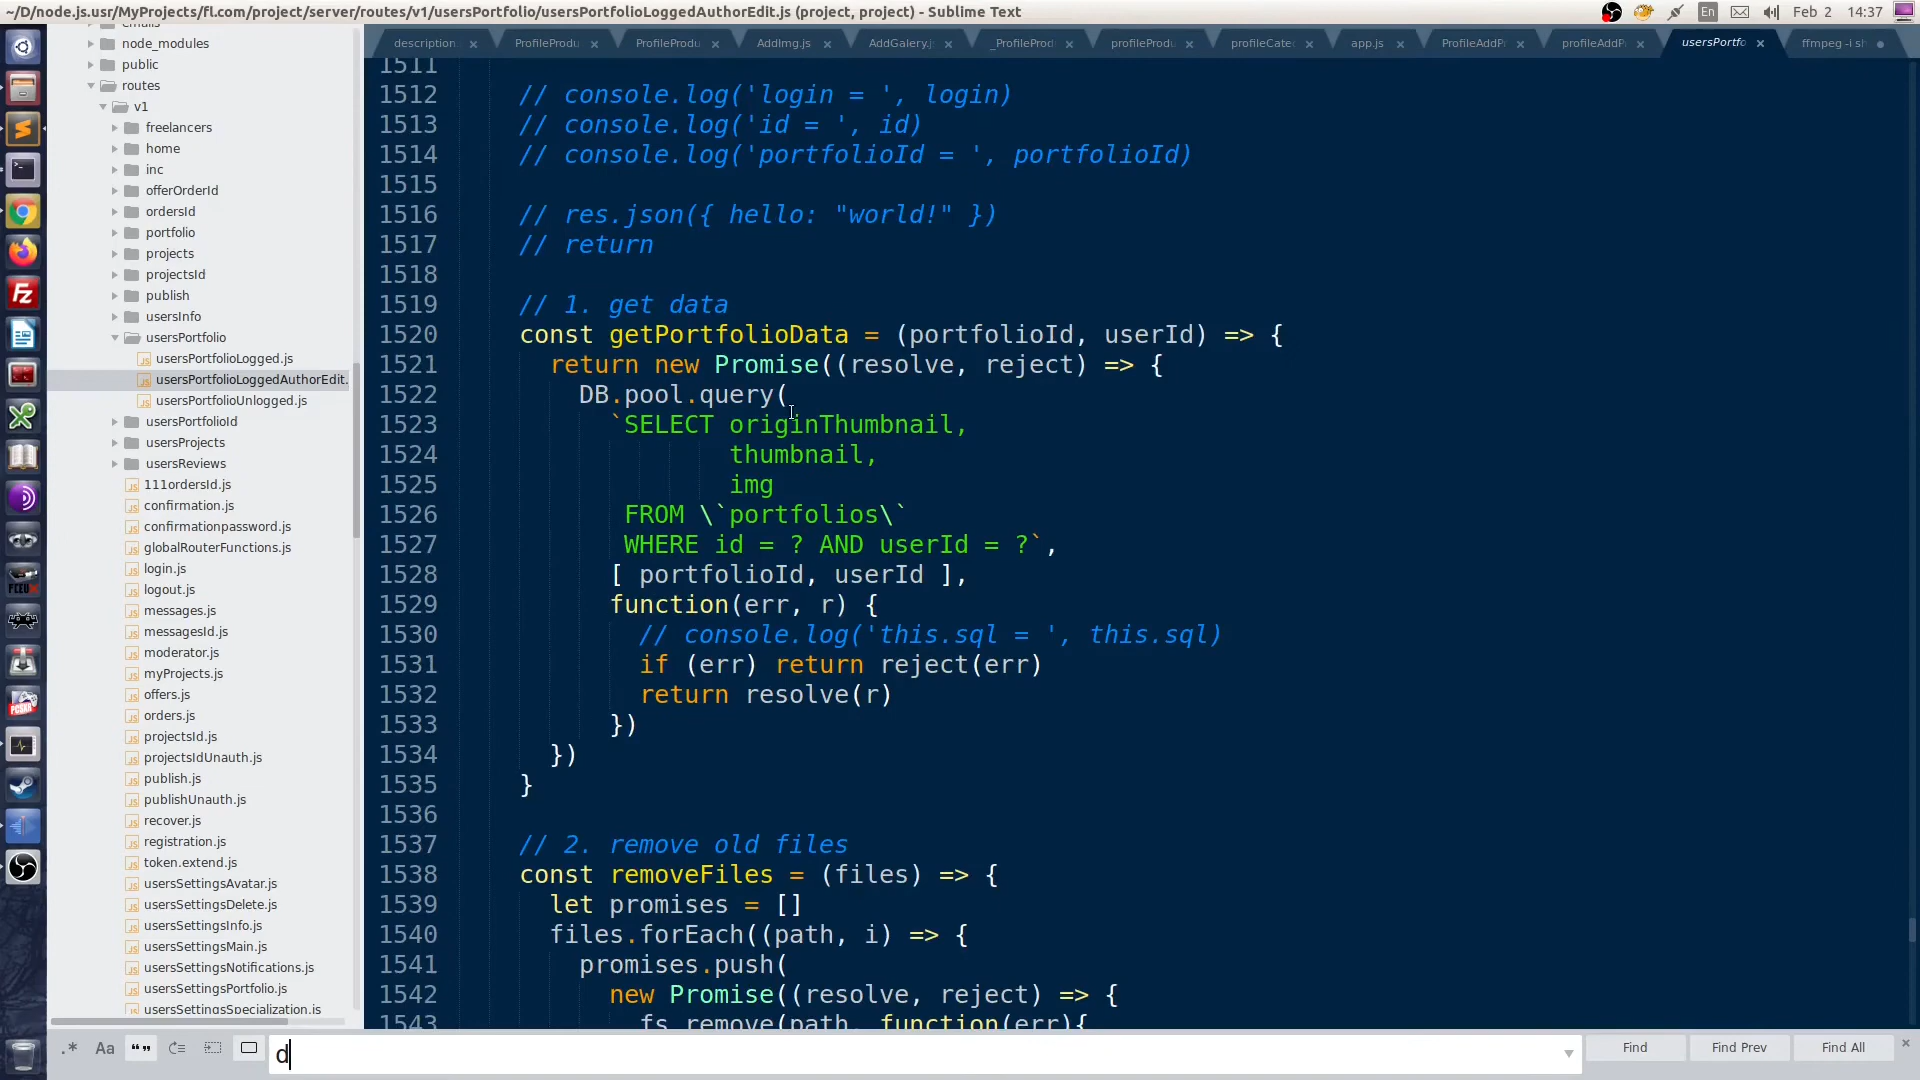 ~/D/node.js.usr/MyProjects/fl.com/project/server/routes/v1/usersPortfolio/usersPortfolioLoggedAuthorEdit.js (project, project) - Sublime Text
En
Feb 2 14:37
description
ProfileProdu
ProfileProdu
AddImg.js
AddGalery.j
_ProfileProd
profileProdu
profileCate
app.js
ProfileAddP
profileAddP
usersPortfo
ffmpeg -i sh
node_modules
public
routes
v1
freelancers
home
inc
offerOrderId
ordersId
portfolio
projects
projectsId
publish
usersInfo
usersPortfolio
usersPortfolioLogged.js
usersPortfolioLoggedAuthorEdit.
usersPortfolioUnlogged.js
usersPortfolioId
usersProjects
usersReviews
111ordersId.js
confirmation.js
confirmationpassword.js
globalRouterFunctions.js
login.js
logout.js
messages.js
messagesId.js
moderator.js
myProjects.js
offers.js
orders.js
projectsId.js
projectsIdUnauth.js
publish.js
publishUnauth.js
recover.js
registration.js
token.extend.js
usersSettingsAvatar.js
usersSettingsDelete.js
usersSettingsInfo.js
usersSettingsMain.js
usersSettingsNotifications.js
usersSettingsPortfolio.js
usersSettingsSpecialization.js
1511
1512 // console.log('login = ', login)
1513 // console.log('id = ', id)
1514 // console.log('portfolioId = ', portfolioId)
1515
1516 // res.json({ hello: "world!" })
1517 // return
1518
1519 // 1. get data
1520 const getPortfolioData = (portfolioId, userId) => {
1521 return new Promise((resolve, reject) => {
1522 DB.pool.query(
1523 `SELECT originThumbnail,
1524 thumbnail,
1525 img
1526 FROM \`portfolios\`
1527 WHERE id = ? AND userId = ?`,
1528 [ portfolioId, userId ],
1529 function(err, r) {
1530 // console.log('this.sql = ', this.sql)
1531 if (err) return reject(err)
1532 return resolve(r)
1533 })
1534 })
1535 }
1536
1537 // 2. remove old files
1538 const removeFiles = (files) => {
1539 let promises = []
1540 files.forEach((path, i) => {
1541 promises.push(
1542 new Promise((resolve, reject) => {
1543 fs.remove(path, function(err){
.* Aa “”
d
Find
Find Prev
Find All